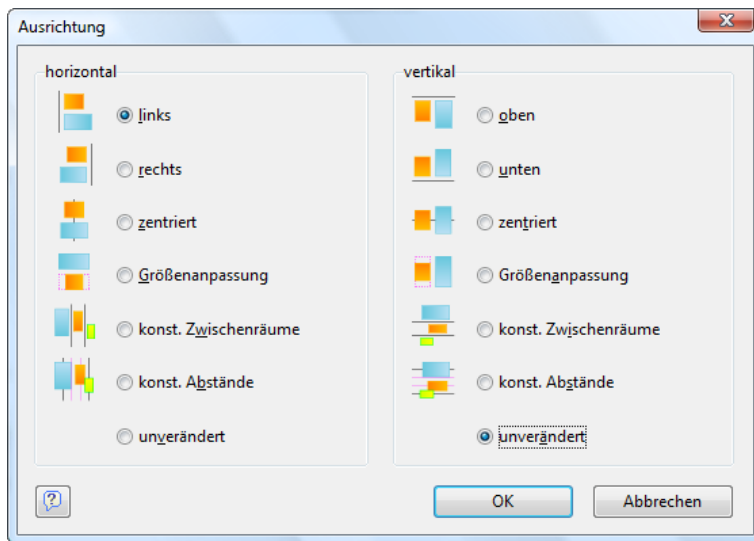 Ausrichtung
horizontal
links
rechts
zentriert
Größenanpassung
konst. Zwischenräume
konst. Abstände
unverändert
vertikal
oben
unten
zentriert
Größenanpassung
konst. Zwischenräume
konst. Abstände
unverändert
?
OK
Abbrechen